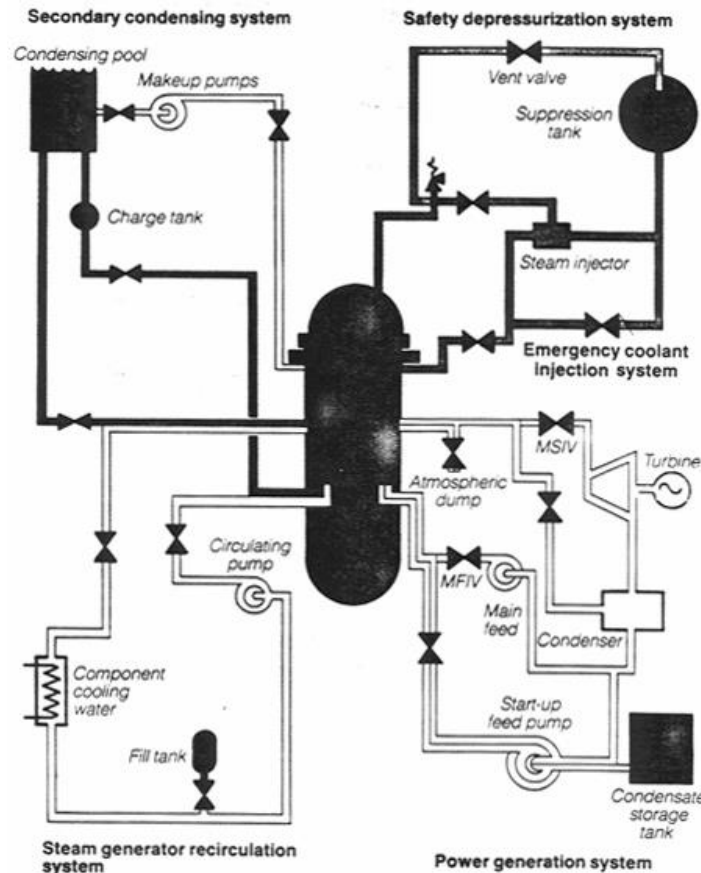 Secondary condensing system
Condensing pool
Makeup pumps
Charge tank
Safety depressurization system
Vent valve
Suppression
tank
Steam injector
Emergency coolant
injection system
MSIV
Turbine
Atmospheric
dump
Circulating
pump
MFIV
Main
feed
Condenser
Component
cooling
water
Fill tank
Start-up
feed pump
Condensate
storage
tank
Steam generator recirculation
system
Power generation system